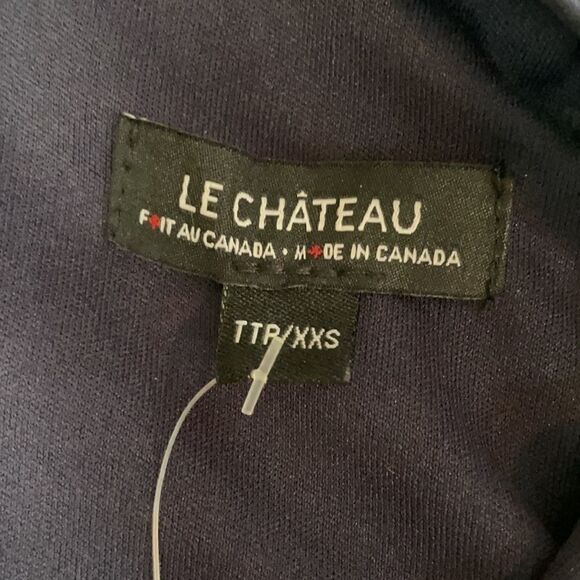 LE CHÂTEAU
FAIT AU CANADA • MADE IN CANADA
TTP/XXS